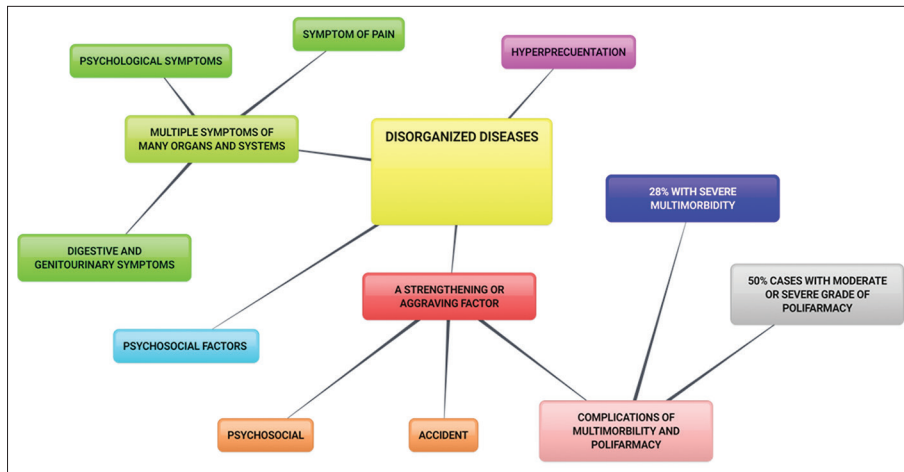 SYMPTOM OF PAIN
PSYCHOLOGICAL SYMPTOMS
HYPERPRECUENTATION
MULTIPLE SYMPTOMS OF
MANY ORGANS AND SYSTEMS
DISORGANIZED DISEASES
28% WITH SEVERE
MULTIMORBIDITY
DIGESTIVE AND
GENITOURINARY SYMPTOMS
A STRENGTHENING OR
AGGRAVING FACTOR
50% CASES WITH MODERATE
OR SEVERE GRADE OF
POLIFARMACY
PSYCHOSOCIAL FACTORS
PSYCHOSOCIAL
ACCIDENT
COMPLICATIONS OF
MULTIMORBILITY AND
POLIFARMACY